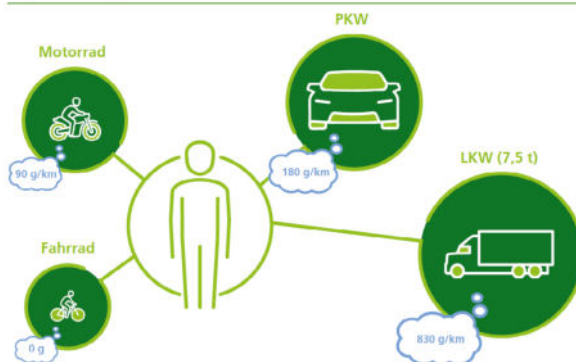 PKW
Motorrad
90 g/km
180 g/km
LKW (7,5 t)
Fahrrad
0 g
830 g/km